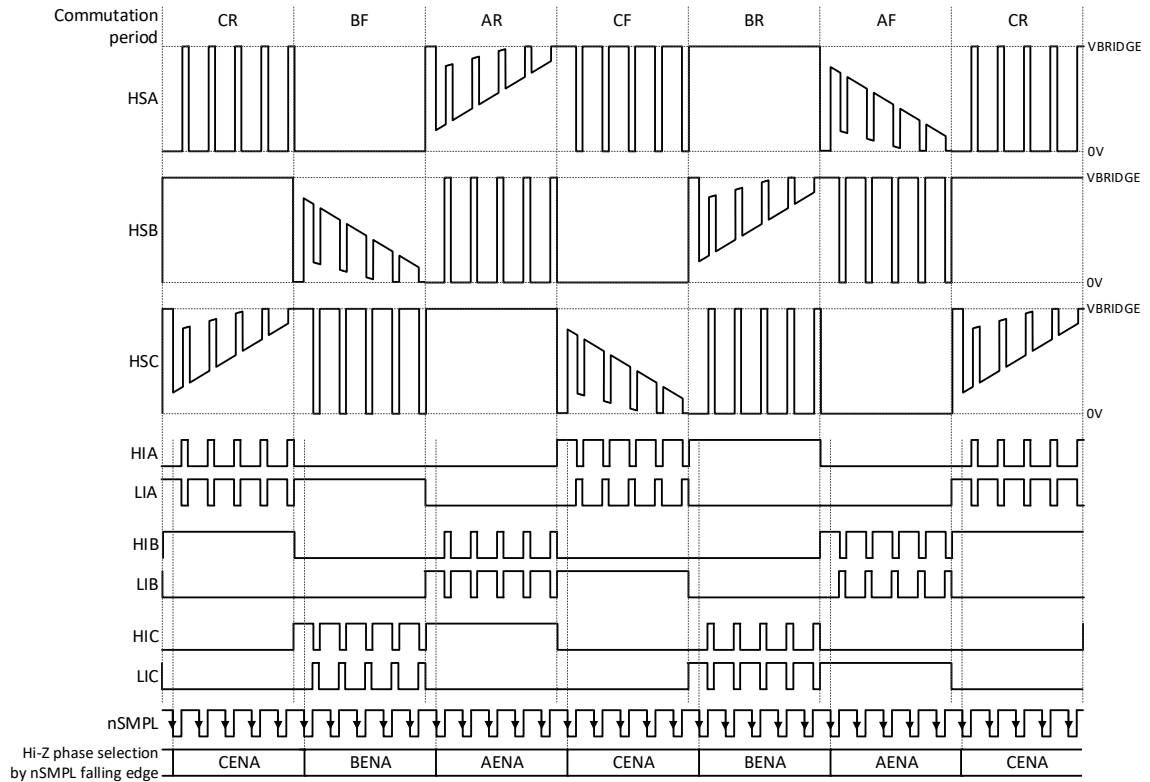 Commutation
period
CR BF AR CF BR AF CR
VBRIDGE
HSA
0V
VBRIDGE
HSB
0V
VBRIDGE
HSC
0V
HIA
LIA
HIB
LIB
HIC
LIC
nSMPL
Hi-Z phase selection
by nSMPL falling edge
CENA BENA AENA CENA BENA AENA CENA